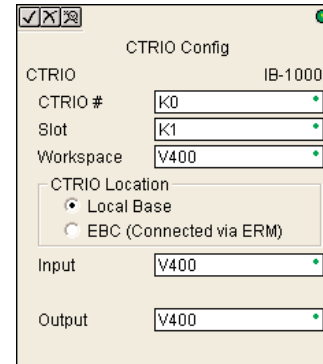 CTRIO Config
CTRIO IB-1000
CTRIO # K0
Slot K1
Workspace V400
CTRIO Location
Local Base
EBC (Connected via ERM)
Input V400
Output V400